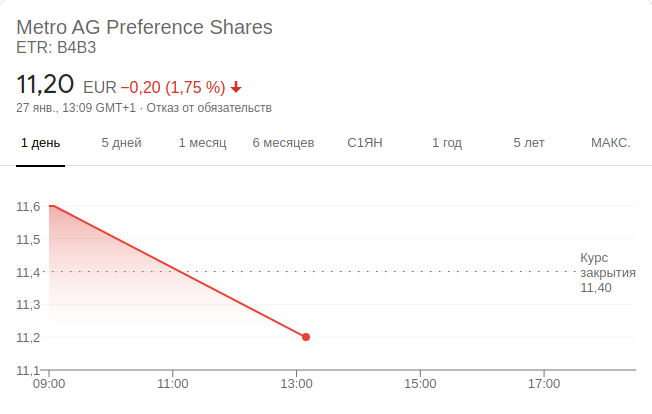 Metro AG Preference Shares
ETR: B4B3
11,20 EUR −0,20 (1,75 %)
27 янв., 13:09 GMT+1 · Отказ от обязательств
1 день 5 дней 1 месяц 6 месяцев С1ЯН 1 год 5 лет МАКС.
11,6
11,5
11,4
11,3
11,2
11,1
Курс
закрытия
11,40
09:00 11:00 13:00 15:00 17:00